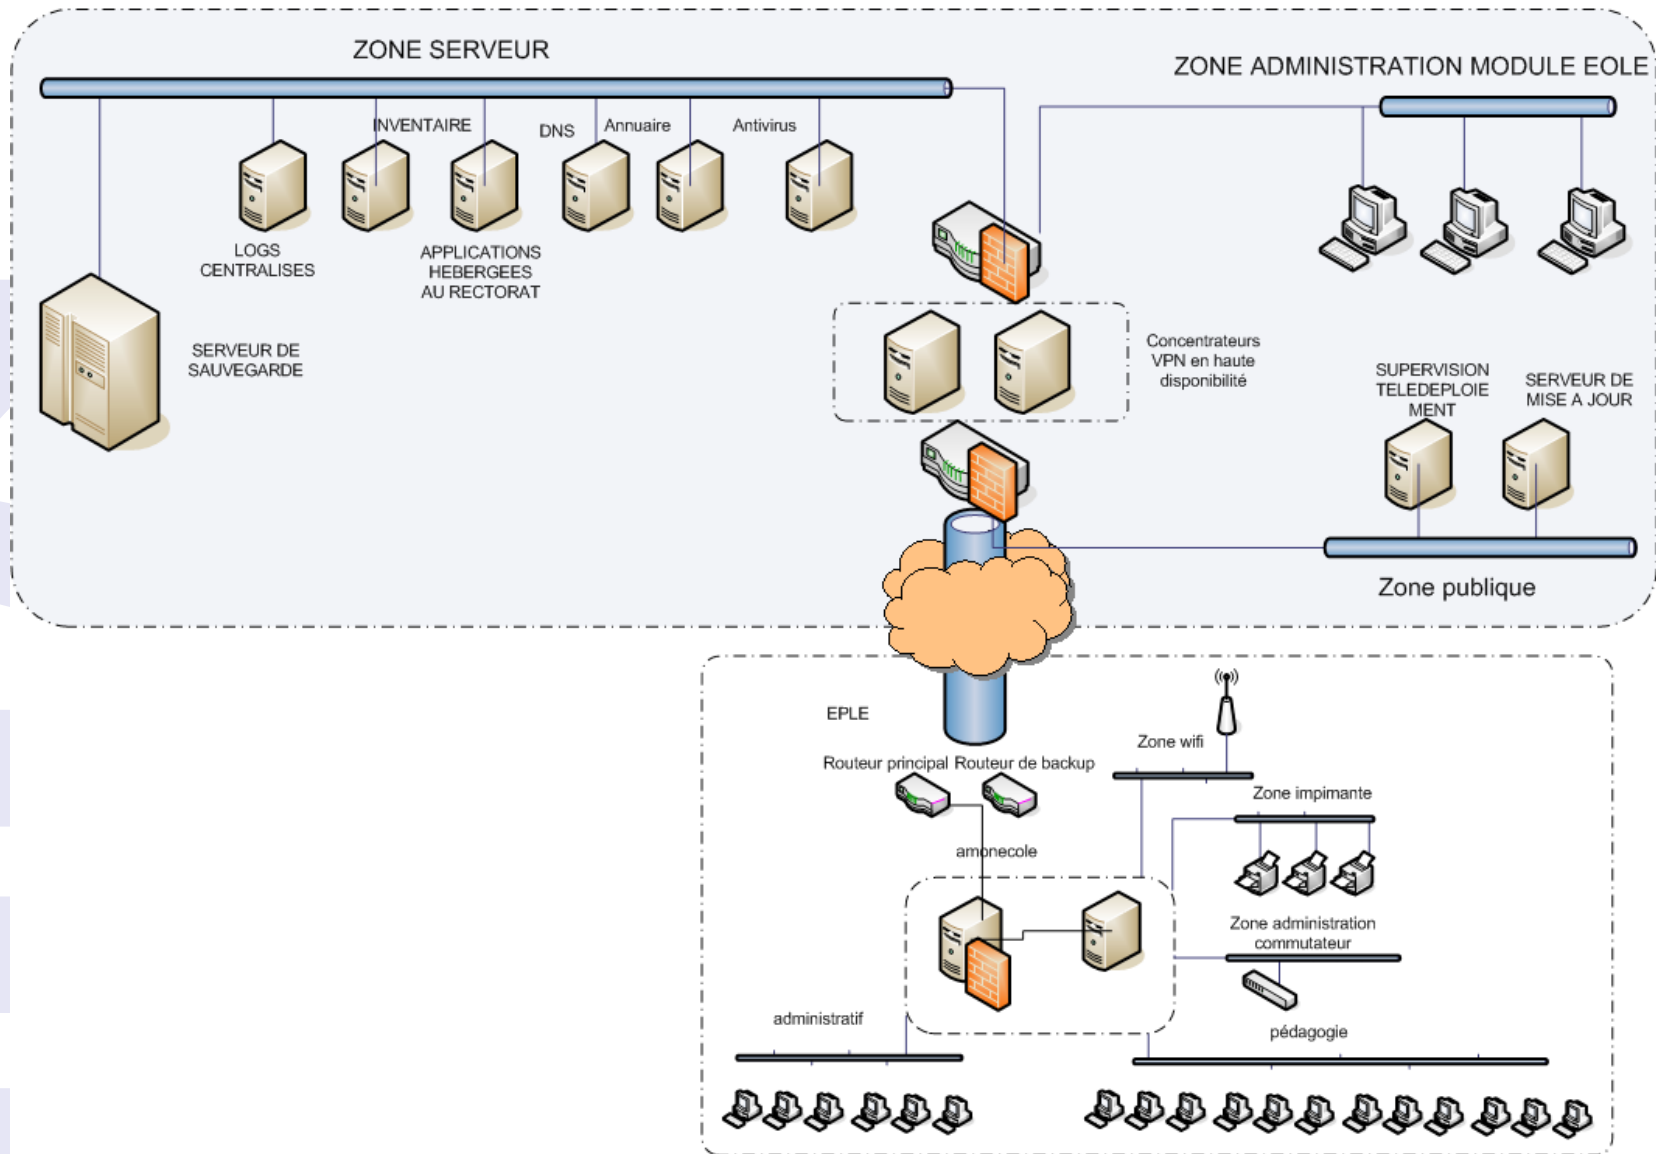 ZONE SERVEUR
ZONE ADMINISTRATION MODULE EOLE
INVENTAIRE
DNS
Annuaire
Antivirus
LOGS
CENTRALISES
APPLICATIONS
HEBERGEES
AU RECTORAT
SERVEUR DE
SAUVEGARDE
Concentrateurs
VPN en haute
disponibilité
SUPERVISION
TELEDEPLOIE
MENT
SERVEUR DE
MISE A JOUR
Zone publique
EPLE
Zone wifi
Routeur principal
Routeur de backup
Zone impimante
amonecole
Zone administration
commutateur
administratif
pédagogie